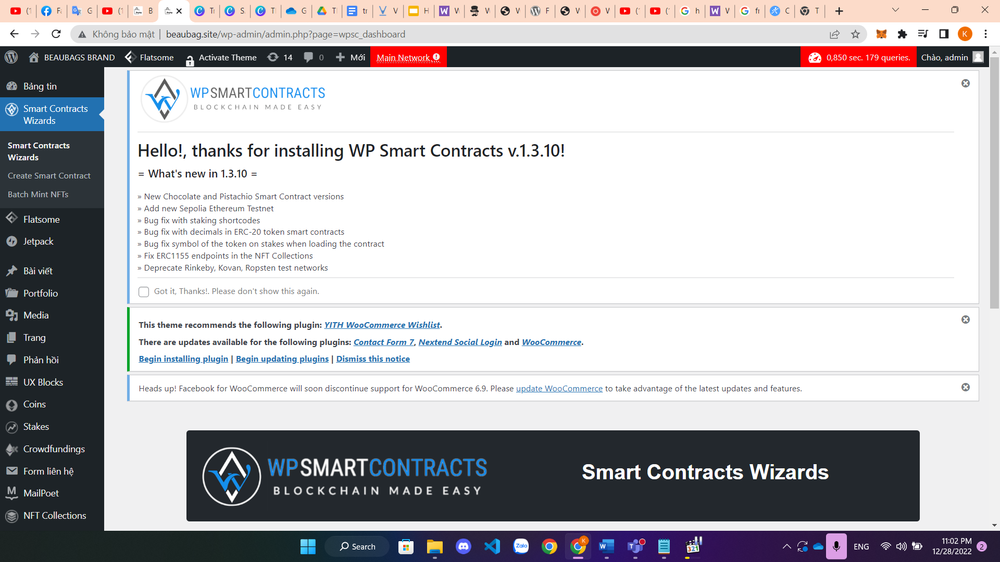 Không bảo mật | beaubag.site/wp-admin/admin.php?page=wpsc_dashboard
K
BEAUBAGS BRAND
Flatsome
Activate Theme
14
0
Mới
Main Network
0,850 sec. 179 queries.
Chào, admin
Bảng tin
Smart Contracts
Wizards
Smart Contracts
Wizards
Create Smart Contract
Batch Mint NFTs
Flatsome
Jetpack
Bài viết
Portfolio
Media
Trang
Phản hồi
UX Blocks
Coins
Stakes
Crowdfundings
Form liên hệ
MailPoet
NFT Collections
WPSMARTCONTRACTS
BLOCKCHAIN MADE EASY
Hello!, thanks for installing WP Smart Contracts v.1.3.10!
= What's new in 1.3.10 =
» New Chocolate and Pistachio Smart Contract versions
» Add new Sepolia Ethereum Testnet
» Bug fix with staking shortcodes
» Bug fix with decimals in ERC-20 token smart contracts
» Bug fix symbol of the token on stakes when loading the contract
» Fix ERC1155 endpoints in the NFT Collections
» Deprecate Rinkeby, Kovan, Ropsten test networks
Got it, Thanks!. Please don't show this again.
This theme recommends the following plugin: YITH WooCommerce Wishlist.
There are updates available for the following plugins: Contact Form 7, Nextend Social Login and WooCommerce.
Begin installing plugin | Begin updating plugins | Dismiss this notice
Heads up! Facebook for WooCommerce will soon discontinue support for WooCommerce 6.9. Please update WooCommerce to take advantage of the latest updates and features.
WPSMARTCONTRACTS
BLOCKCHAIN MADE EASY
Smart Contracts Wizards
Search
Zalo
ENG
11:02 PM
12/28/2022
2